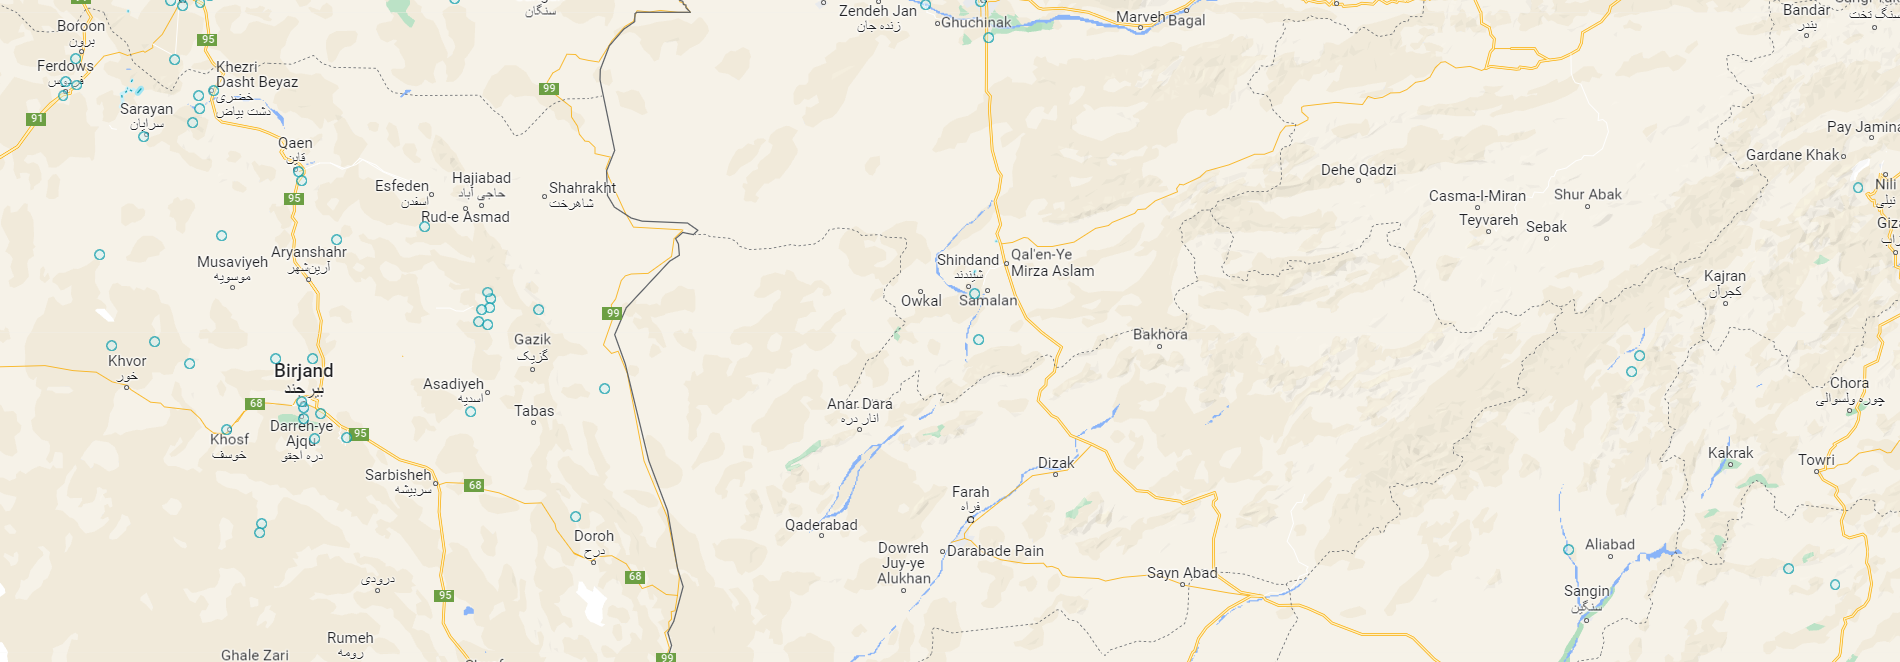 Boroon
برون
Ferdows
فردوس
95
Khezri
Dasht Beyaz
خضری
دشت بیاض
91
Sarayan
سرایان
Qaen
قاین
95
Esfeden
اسفدن
Hajiabad
حاجی آباد
Rud-e Asmad
Shahrakht
شاهرخت
99
سنگان
Zendeh Jan
زنده جان
Ghuchinak
Marveh
Bagal
Bandar
بندر
سنگ تخت
Pay Jamina
Gardane Khak
Nili
نیلی
Dehe Qadzi
Casma-I-Miran
Teyvareh
Shur Abak
Sebak
Musaviyeh
موسویه
Aryanshahr
آرین‌شهر
99
Shindand
شیندند
Qal'en-Ye
Mirza Aslam
Owkal
Samalan
Bakhora
Kajran
کجران
Khvor
خور
Birjand
بیرجند
68
Khosf
خوسف
Darreh-ye
Ajqu
دره اجقو
95
Gazik
گزیک
Asadiyeh
اسدیه
Tabas
Anar Dara
انار دره
Chora
چوره ولسوالی
Kakrak
Towri
Sarbisheh
سربیشه
68
Dizak
Farah
فراه
Qaderabad
Doroh
درح
68
Dowreh
Juy-ye
Alukhan
Darabade Pain
Sayn Abad
Aliabad
Sangin
سنگین
درودی
95
Rumeh
رومه
Ghale Zari
99